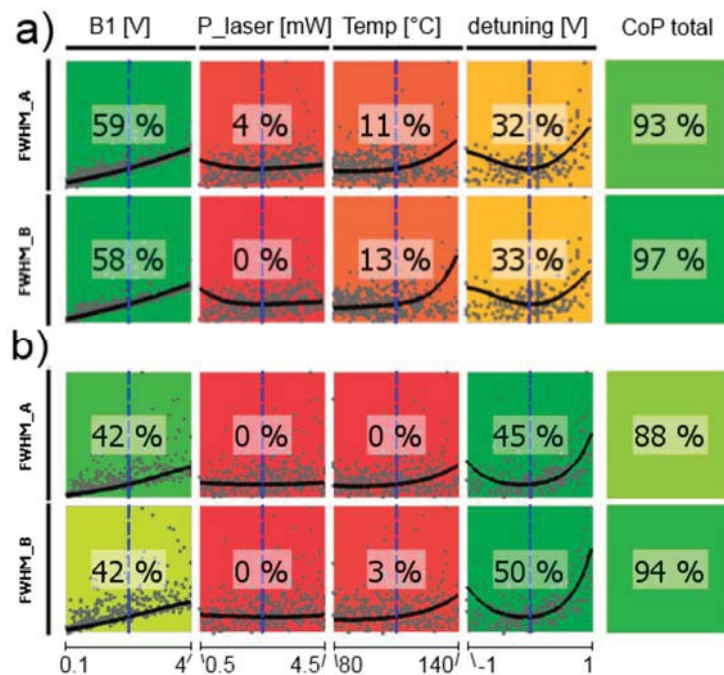 a)
B1 [V] P_laser [mW] Temp [°C] detuning [V] CoP total
FWHM_A 59 % 4 % 11 % 32 % 93 %
FWHM_B 58 % 0 % 13 % 33 % 97 %
b)
FWHM_A 42 % 0 % 0 % 45 % 88 %
FWHM_B 42 % 0 % 3 % 50 % 94 %
0.1 4 0.5 4.5 80 140 -1 1